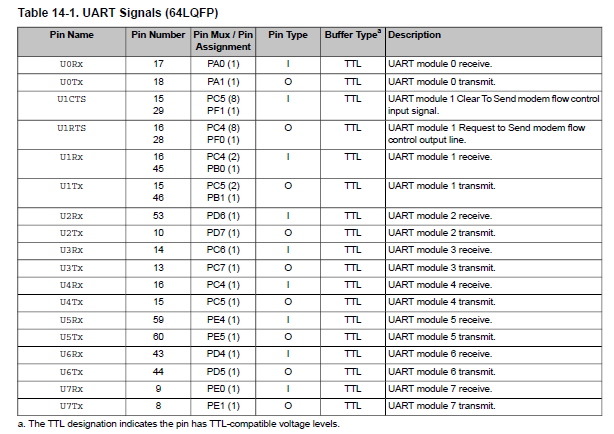 Table 14-1. UART Signals (64LQFP)
Pin Name Pin Number Pin Mux / Pin Assignment Pin Type Buffer Typeª Description
U0Rx 17 PA0 (1) I TTL UART module 0 receive.
U0Tx 18 PA1 (1) O TTL UART module 0 transmit.
U1CTS 15 PC5 (8) I TTL UART module 1 Clear To Send modem flow control
29 PF1 (1) input signal.
U1RTS 16 PC4 (8) O TTL UART module 1 Request to Send modem flow
28 PF0 (1) control output line.
U1Rx 16 PC4 (2) I TTL UART module 1 receive.
45 PB0 (1)
U1Tx 15 PC5 (2) O TTL UART module 1 transmit.
46 PB1 (1)
U2Rx 53 PD6 (1) I TTL UART module 2 receive.
U2Tx 10 PD7 (1) O TTL UART module 2 transmit.
U3Rx 14 PC6 (1) I TTL UART module 3 receive.
U3Tx 13 PC7 (1) O TTL UART module 3 transmit.
U4Rx 16 PC4 (1) I TTL UART module 4 receive.
U4Tx 15 PC5 (1) O TTL UART module 4 transmit.
U5Rx 59 PE4 (1) I TTL UART module 5 receive.
U5Tx 60 PE5 (1) O TTL UART module 5 transmit.
U6Rx 43 PD4 (1) I TTL UART module 6 receive.
U6Tx 44 PD5 (1) O TTL UART module 6 transmit.
U7Rx 9 PE0 (1) I TTL UART module 7 receive.
U7Tx 8 PE1 (1) O TTL UART module 7 transmit.
a. The TTL designation indicates the pin has TTL-compatible voltage levels.